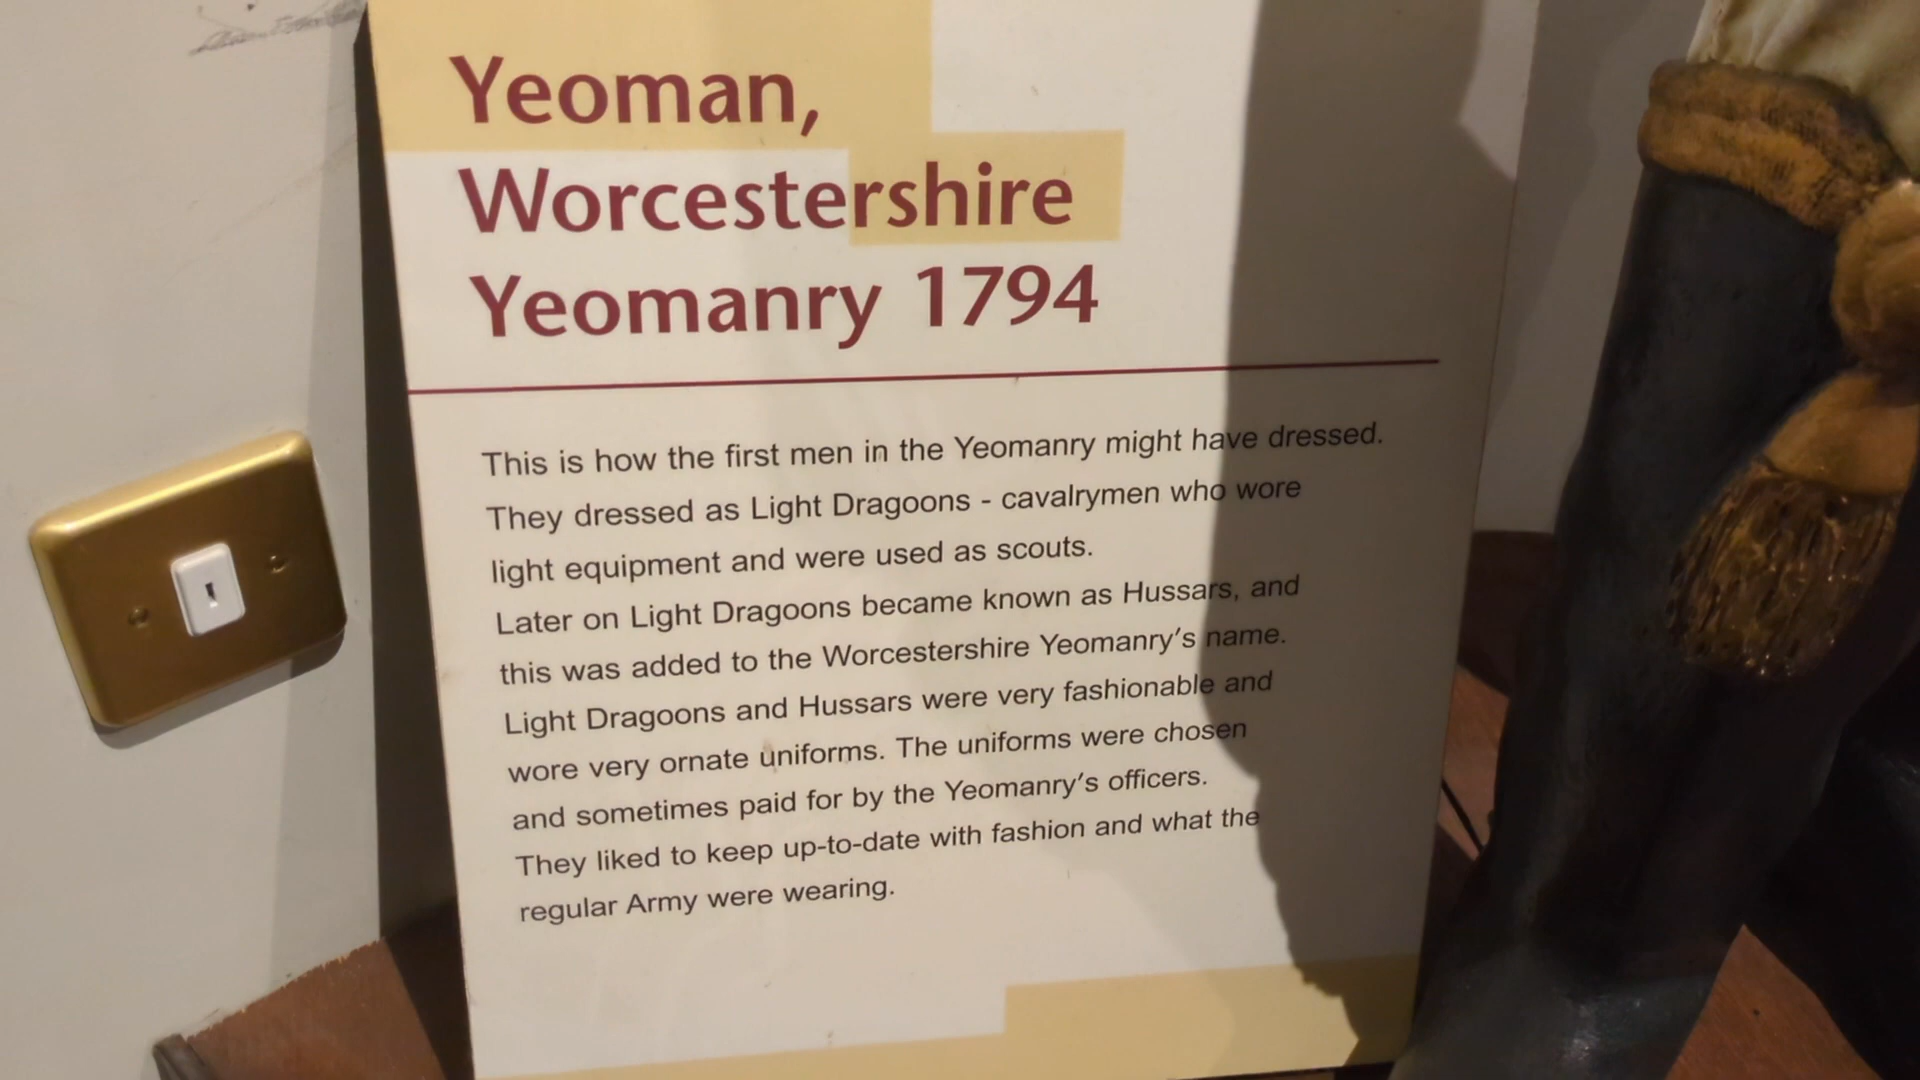 Yeoman,
Worcestershire
Yeomanry 1794
This is how the first men in the Yeomanry might have dressed.
They dressed as Light Dragoons - cavalrymen who wore
light equipment and were used as scouts.
Later on Light Dragoons became known as Hussars, and
this was added to the Worcestershire Yeomanry's name.
Light Dragoons and Hussars were very fashionable and
wore very ornate uniforms. The uniforms were chosen
and sometimes paid for by the Yeomanry's officers.
They liked to keep up-to-date with fashion and what the
regular Army were wearing.